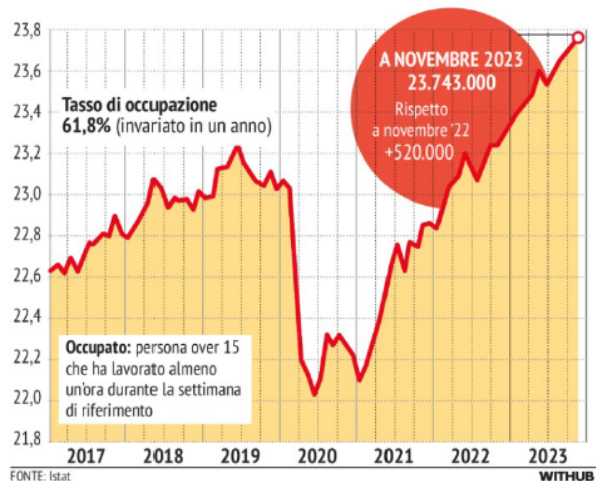 23,8
23,6
23,4
23,2
23,0
22,8
22,6
22,4
22,2
22,0
21,8
Tasso di occupazione
61,8% (invariato in un anno)
A NOVEMBRE 2023
23.743.000
Rispetto
a novembre '22
+520.000
Occupato: persona over 15
che ha lavorato almeno
un'ora durante la settimana
di riferimento
2017 2018 2019 2020 2021 2022 2023
FONTE: Istat
WITHUB